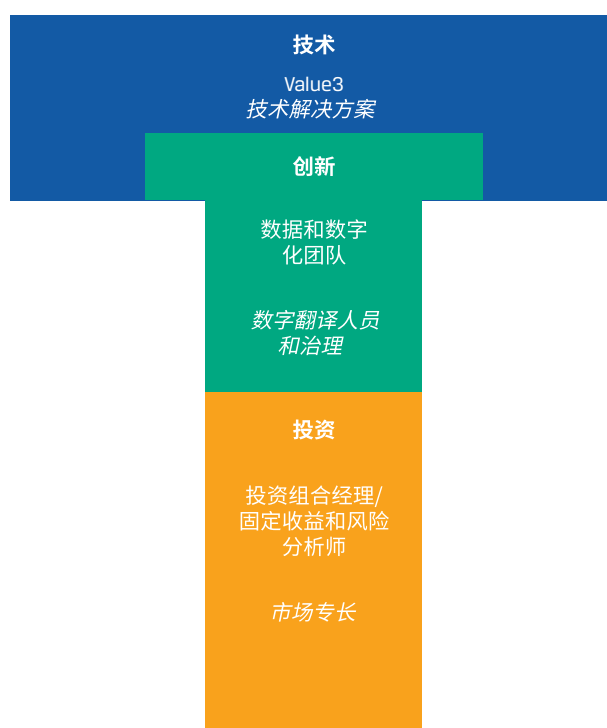 技术
Value3
技术解决方案
创新
数据和数字
化团队
数字翻译人员
和治理
投资
投资组合经理/
固定收益和风险
分析师
市场专长